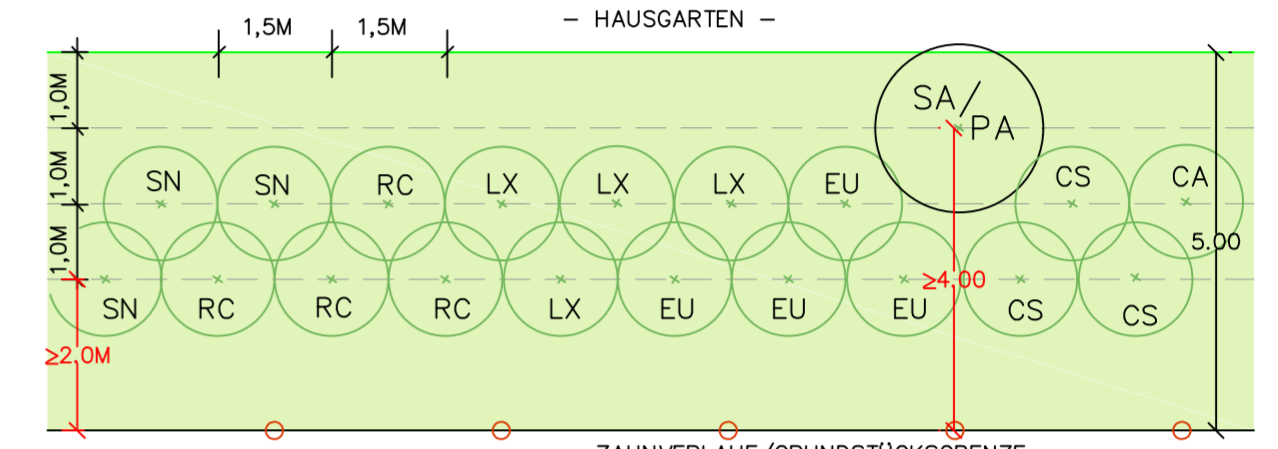 – HAUSGARTEN –
1,5M 1,5M
1,0M
SA/
PA
1,0M
SN SN RC LX LX LX EU CS CA
5.00
1,0M
≥4.00
SN RC RC RC LX EU EU EU CS CS
≥2.0M